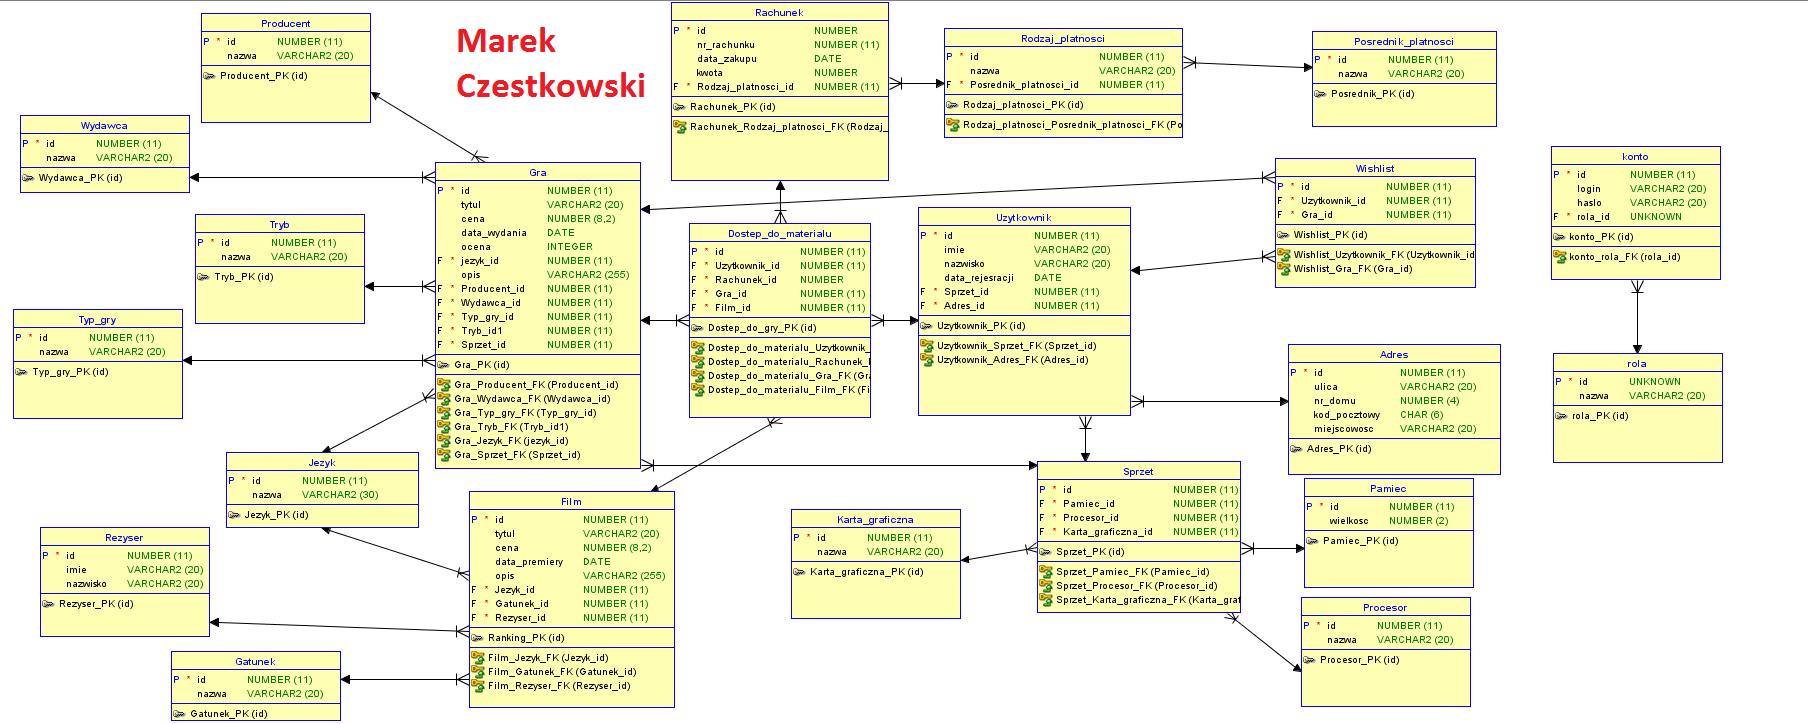 Marek
Czestkowski
Producent
P * id NUMBER (11)
nazwa VARCHAR2 (20)
Producent_PK (id)
Wydawca
P * id NUMBER (11)
nazwa VARCHAR2 (20)
Wydawca_PK (id)
Tryb
P * id NUMBER (11)
nazwa VARCHAR2 (20)
Tryb_PK (id)
Typ_gry
P * id NUMBER (11)
nazwa VARCHAR2 (20)
Typ_gry_PK (id)
Gra
P * id NUMBER (11)
tytul VARCHAR2 (20)
cena NUMBER (8,2)
data_wydania DATE
ocena INTEGER
F * jezyk_id NUMBER (11)
opis VARCHAR2 (255)
F * Producent_id NUMBER (11)
F * Wydawca_id NUMBER (11)
F * Typ_gry_id NUMBER (11)
F * Tryb_id1 NUMBER (11)
F * Sprzet_id NUMBER (11)
Gra_PK (id)
Gra_Producent_FK (Producent_id)
Gra_Wydawca_FK (Wydawca_id)
Gra_Typ_gry_FK (Typ_gry_id)
Gra_Tryb_FK (Tryb_id1)
Gra_Jezyk_FK (jezyk_id)
Gra_Sprzet_FK (Sprzet_id)
Rachunek
P * id NUMBER
nr_rachunku NUMBER (11)
data_zakupu DATE
kwota NUMBER
F * Rodzaj_platnosci_id NUMBER (11)
Rachunek_PK (id)
Rachunek_Rodzaj_platnosci_FK (Rodzaj_
Rodzaj_platnosci
P * id NUMBER (11)
nazwa VARCHAR2 (20)
F * Posrednik_platnosci_id NUMBER (11)
Rodzaj_platnosci_PK (id)
Rodzaj_platnosci_Posrednik_platnosci_FK (Po
Posrednik_platnosci
P * id NUMBER (11)
nazwa VARCHAR2 (20)
Posrednik_PK (id)
Dostep_do_materialu
P * id NUMBER (11)
F * Uzytkownik_id NUMBER (11)
F * Rachunek_id NUMBER
F * Gra_id NUMBER (11)
F * Film_id NUMBER (11)
Dostep_do_gry_PK (id)
Dostep_do_materialu_Uzytkownik_
Dostep_do_materialu_Rachunek_
Dostep_do_materialu_Gra_FK (Gra
Dostep_do_materialu_Film_FK (Fi
Uzytkownik
P * id NUMBER (11)
imie VARCHAR2 (20)
nazwisko VARCHAR2 (20)
data_rejesracji DATE
F * Sprzet_id NUMBER (11)
F * Adres_id NUMBER (11)
Uzytkownik_PK (id)
Uzytkownik_Sprzet_FK (Sprzet_id)
Uzytkownik_Adres_FK (Adres_id)
Wishlist
P * id NUMBER (11)
F * Uzytkownik_id NUMBER (11)
F * Gra_id NUMBER (11)
Wishlist_PK (id)
Wishlist_Uzytkownik_FK (Uzytkownik_id
Wishlist_Gra_FK (Gra_id)
konto
P * id NUMBER (11)
login VARCHAR2 (20)
haslo VARCHAR2 (20)
F * rola_id UNKNOWN
konto_PK (id)
konto_rola_FK (rola_id)
rola
P * id UNKNOWN
nazwa VARCHAR2 (20)
rola_PK (id)
Adres
P * id NUMBER (11)
ulica VARCHAR2 (20)
nr_domu NUMBER (4)
kod_pocztowy CHAR (6)
miejscowosc VARCHAR2 (20)
Adres_PK (id)
Jezyk
P * id NUMBER (11)
nazwa VARCHAR2 (30)
Jezyk_PK (id)
Film
P * id NUMBER (11)
tytul VARCHAR2 (20)
cena NUMBER (8,2)
data_premiery DATE
opis VARCHAR2 (255)
F * Jezyk_id NUMBER (11)
F * Gatunek_id NUMBER (11)
F * Rezyser_id NUMBER (11)
Ranking_PK (id)
Film_Jezyk_FK (Jezyk_id)
Film_Gatunek_FK (Gatunek_id)
Film_Rezyser_FK (Rezyser_id)
Rezyser
P * id NUMBER (11)
imie VARCHAR2 (20)
nazwisko VARCHAR2 (20)
Rezyser_PK (id)
Gatunek
P * id NUMBER (11)
nazwa VARCHAR2 (20)
Gatunek_PK (id)
Karta_graficzna
P * id NUMBER (11)
nazwa VARCHAR2 (20)
Karta_graficzna_PK (id)
Sprzet
P * id NUMBER (11)
F * Pamiec_id NUMBER (11)
F * Procesor_id NUMBER (11)
F * Karta_graficzna_id NUMBER (11)
Sprzet_PK (id)
Sprzet_Pamiec_FK (Pamiec_id)
Sprzet_Procesor_FK (Procesor_id)
Sprzet_Karta_graficzna_FK (Karta_graf
Pamiec
P * id NUMBER (11)
wielkosc NUMBER (2)
Pamiec_PK (id)
Procesor
P * id NUMBER (11)
nazwa VARCHAR2 (20)
Procesor_PK (id)